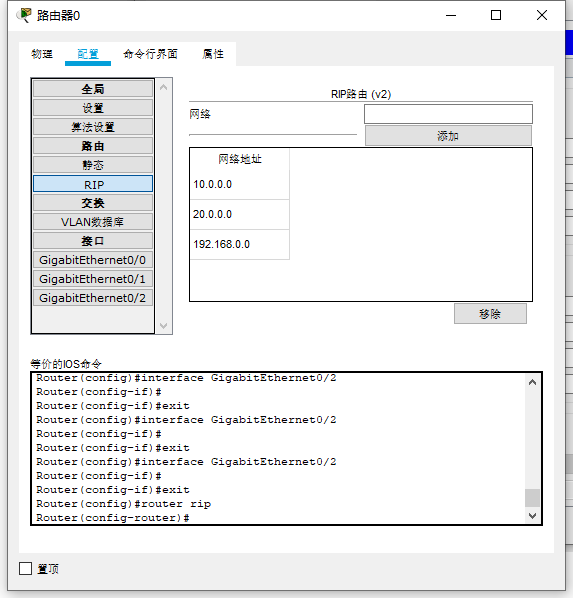 路由器0
物理 配置 命令行界面 属性
全局
设置
算法设置
路由
静态
RIP
交换
VLAN数据库
接口
GigabitEthernet0/0
GigabitEthernet0/1
GigabitEthernet0/2
RIP路由 (v2)
网络
添加
网络地址
10.0.0.0
20.0.0.0
192.168.0.0
移除
等价的IOS命令
Router(config)#interface GigabitEthernet0/2
Router(config-if)#
Router(config-if)#exit
Router(config)#interface GigabitEthernet0/2
Router(config-if)#
Router(config-if)#exit
Router(config)#interface GigabitEthernet0/2
Router(config-if)#
Router(config-if)#exit
Router(config)#router rip
Router(config-router)#
置顶